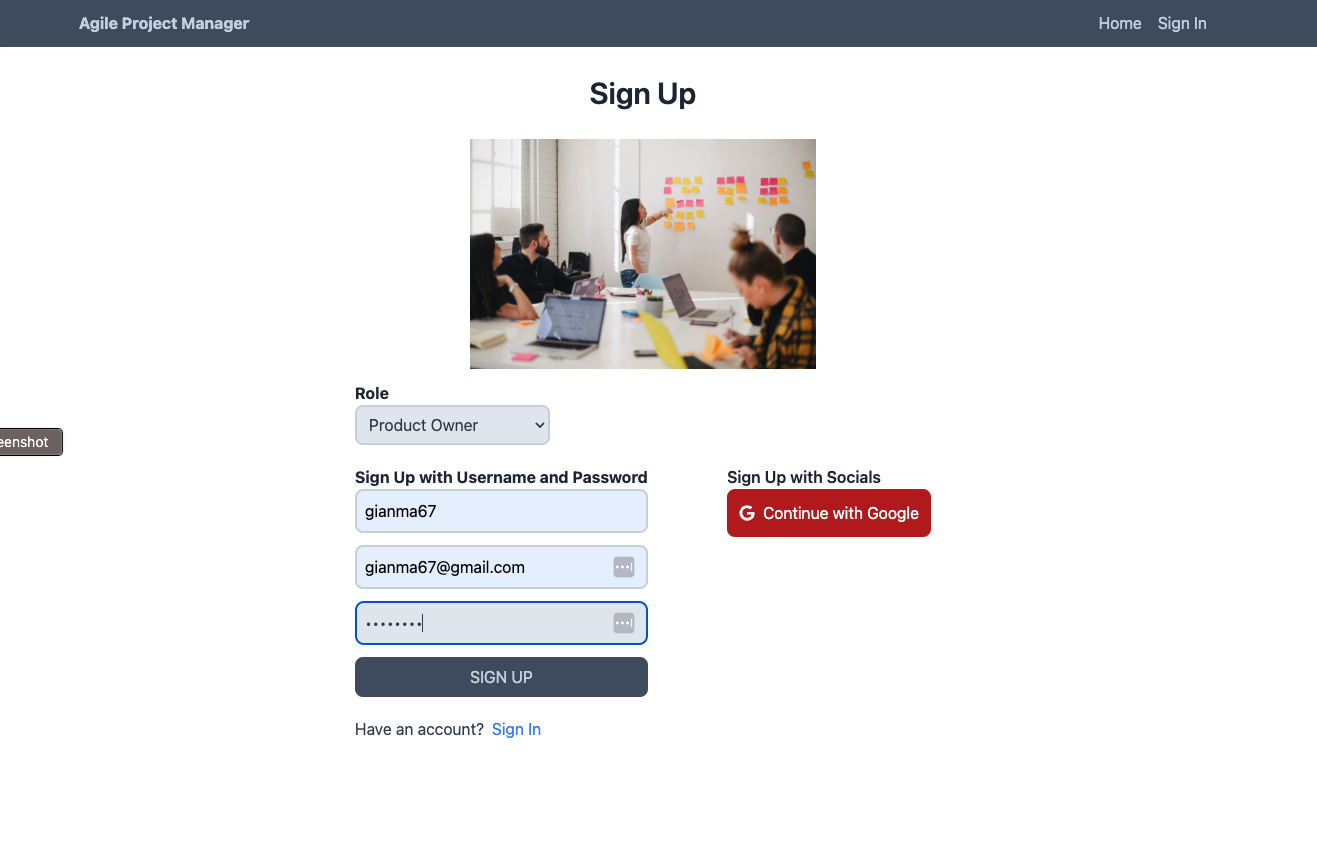 Agile Project Manager
Home
Sign In
Sign Up
Role
Product Owner
eenshot
Sign Up with Username and Password
Sign Up with Socials
gianma67
Continue with Google
gianma67@gmail.com
••••••••
SIGN UP
Have an account? Sign In